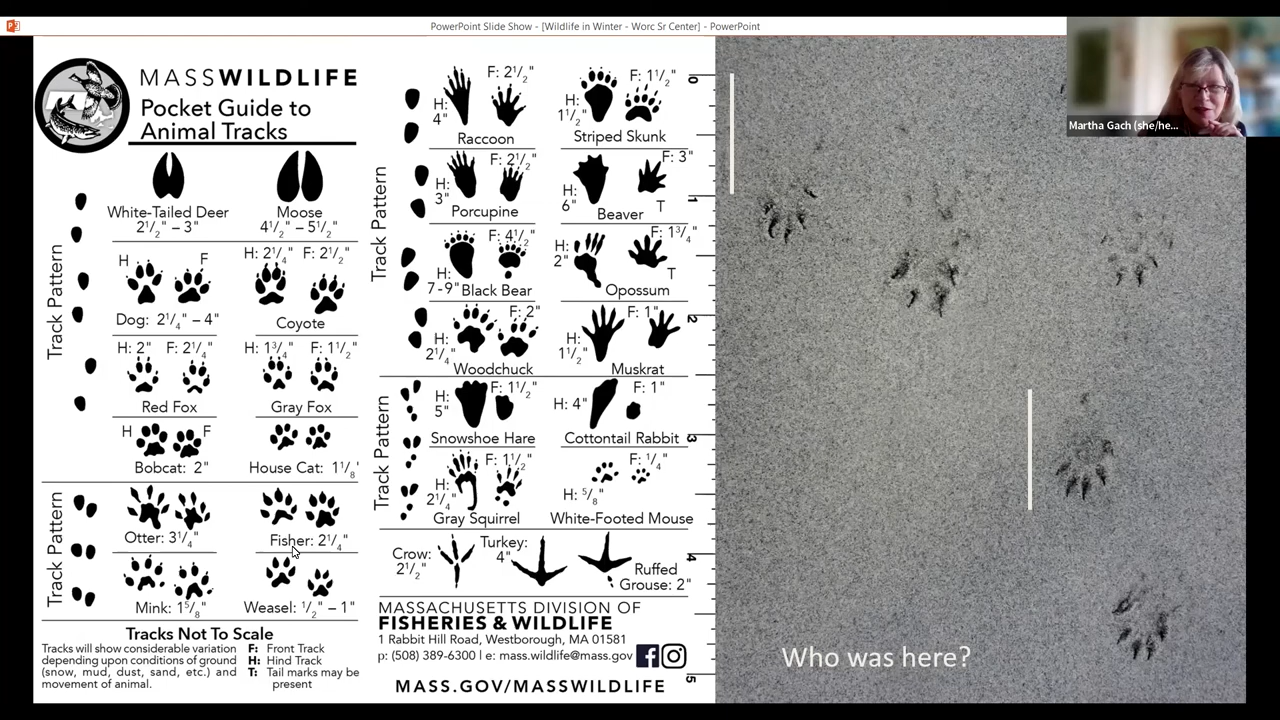 PowerPoint Slide Show - [Wildlife in Winter - Worc Sr Center] - PowerPoint
Martha Gach (she/he...
MASSWILDLIFE
Pocket Guide to
Animal Tracks
White-Tailed Deer
2 1/2" – 3"
Moose
4 1/2" – 5 1/2"
Track Pattern
H
F
Dog: 2 1/4" – 4"
H: 2 1/4" F: 2 1/2"
Coyote
H: 2" F: 2 1/4"
Red Fox
H: 1 3/4" F: 1 1/2"
Gray Fox
H
F
Bobcat: 2"
House Cat: 1 1/8"
Track Pattern
Otter: 3 1/4"
Fisher: 2 1/4"
Mink: 1 5/8"
Weasel: 1/2" – 1"
Tracks Not To Scale
Tracks will show considerable variation
depending upon conditions of ground
(snow, mud, dust, sand, etc.) and
movement of animal.
F: Front Track
H: Hind Track
T: Tail marks may be
present
Track Pattern
H: 4"
F: 2 1/2"
Raccoon
H: 1 1/2"
F: 1 1/2"
Striped Skunk
H: 3"
F: 2 1/2"
Porcupine
H: 6"
F: 3"
T
Beaver
H: 7-9"
F: 4 1/2"
Black Bear
H: 2"
F: 1 3/4"
T
Opossum
H: 2 1/4"
F: 2"
Woodchuck
H: 1 1/2"
F: 1"
Muskrat
Track Pattern
H: 5"
F: 1 1/2"
Snowshoe Hare
H: 4"
F: 1"
Cottontail Rabbit
H: 2 1/4"
F: 1 1/2"
Gray Squirrel
H: 5/8"
F: 1/4"
White-Footed Mouse
Crow: 2 1/2"
Turkey: 4"
Ruffed
Grouse: 2"
MASSACHUSETTS DIVISION OF
FISHERIES & WILDLIFE
1 Rabbit Hill Road, Westborough, MA 01581
p: (508) 389-6300 | e: mass.wildlife@mass.gov
MASS.GOV/MASSWILDLIFE
0
1
2
3
4
5
Who was here?